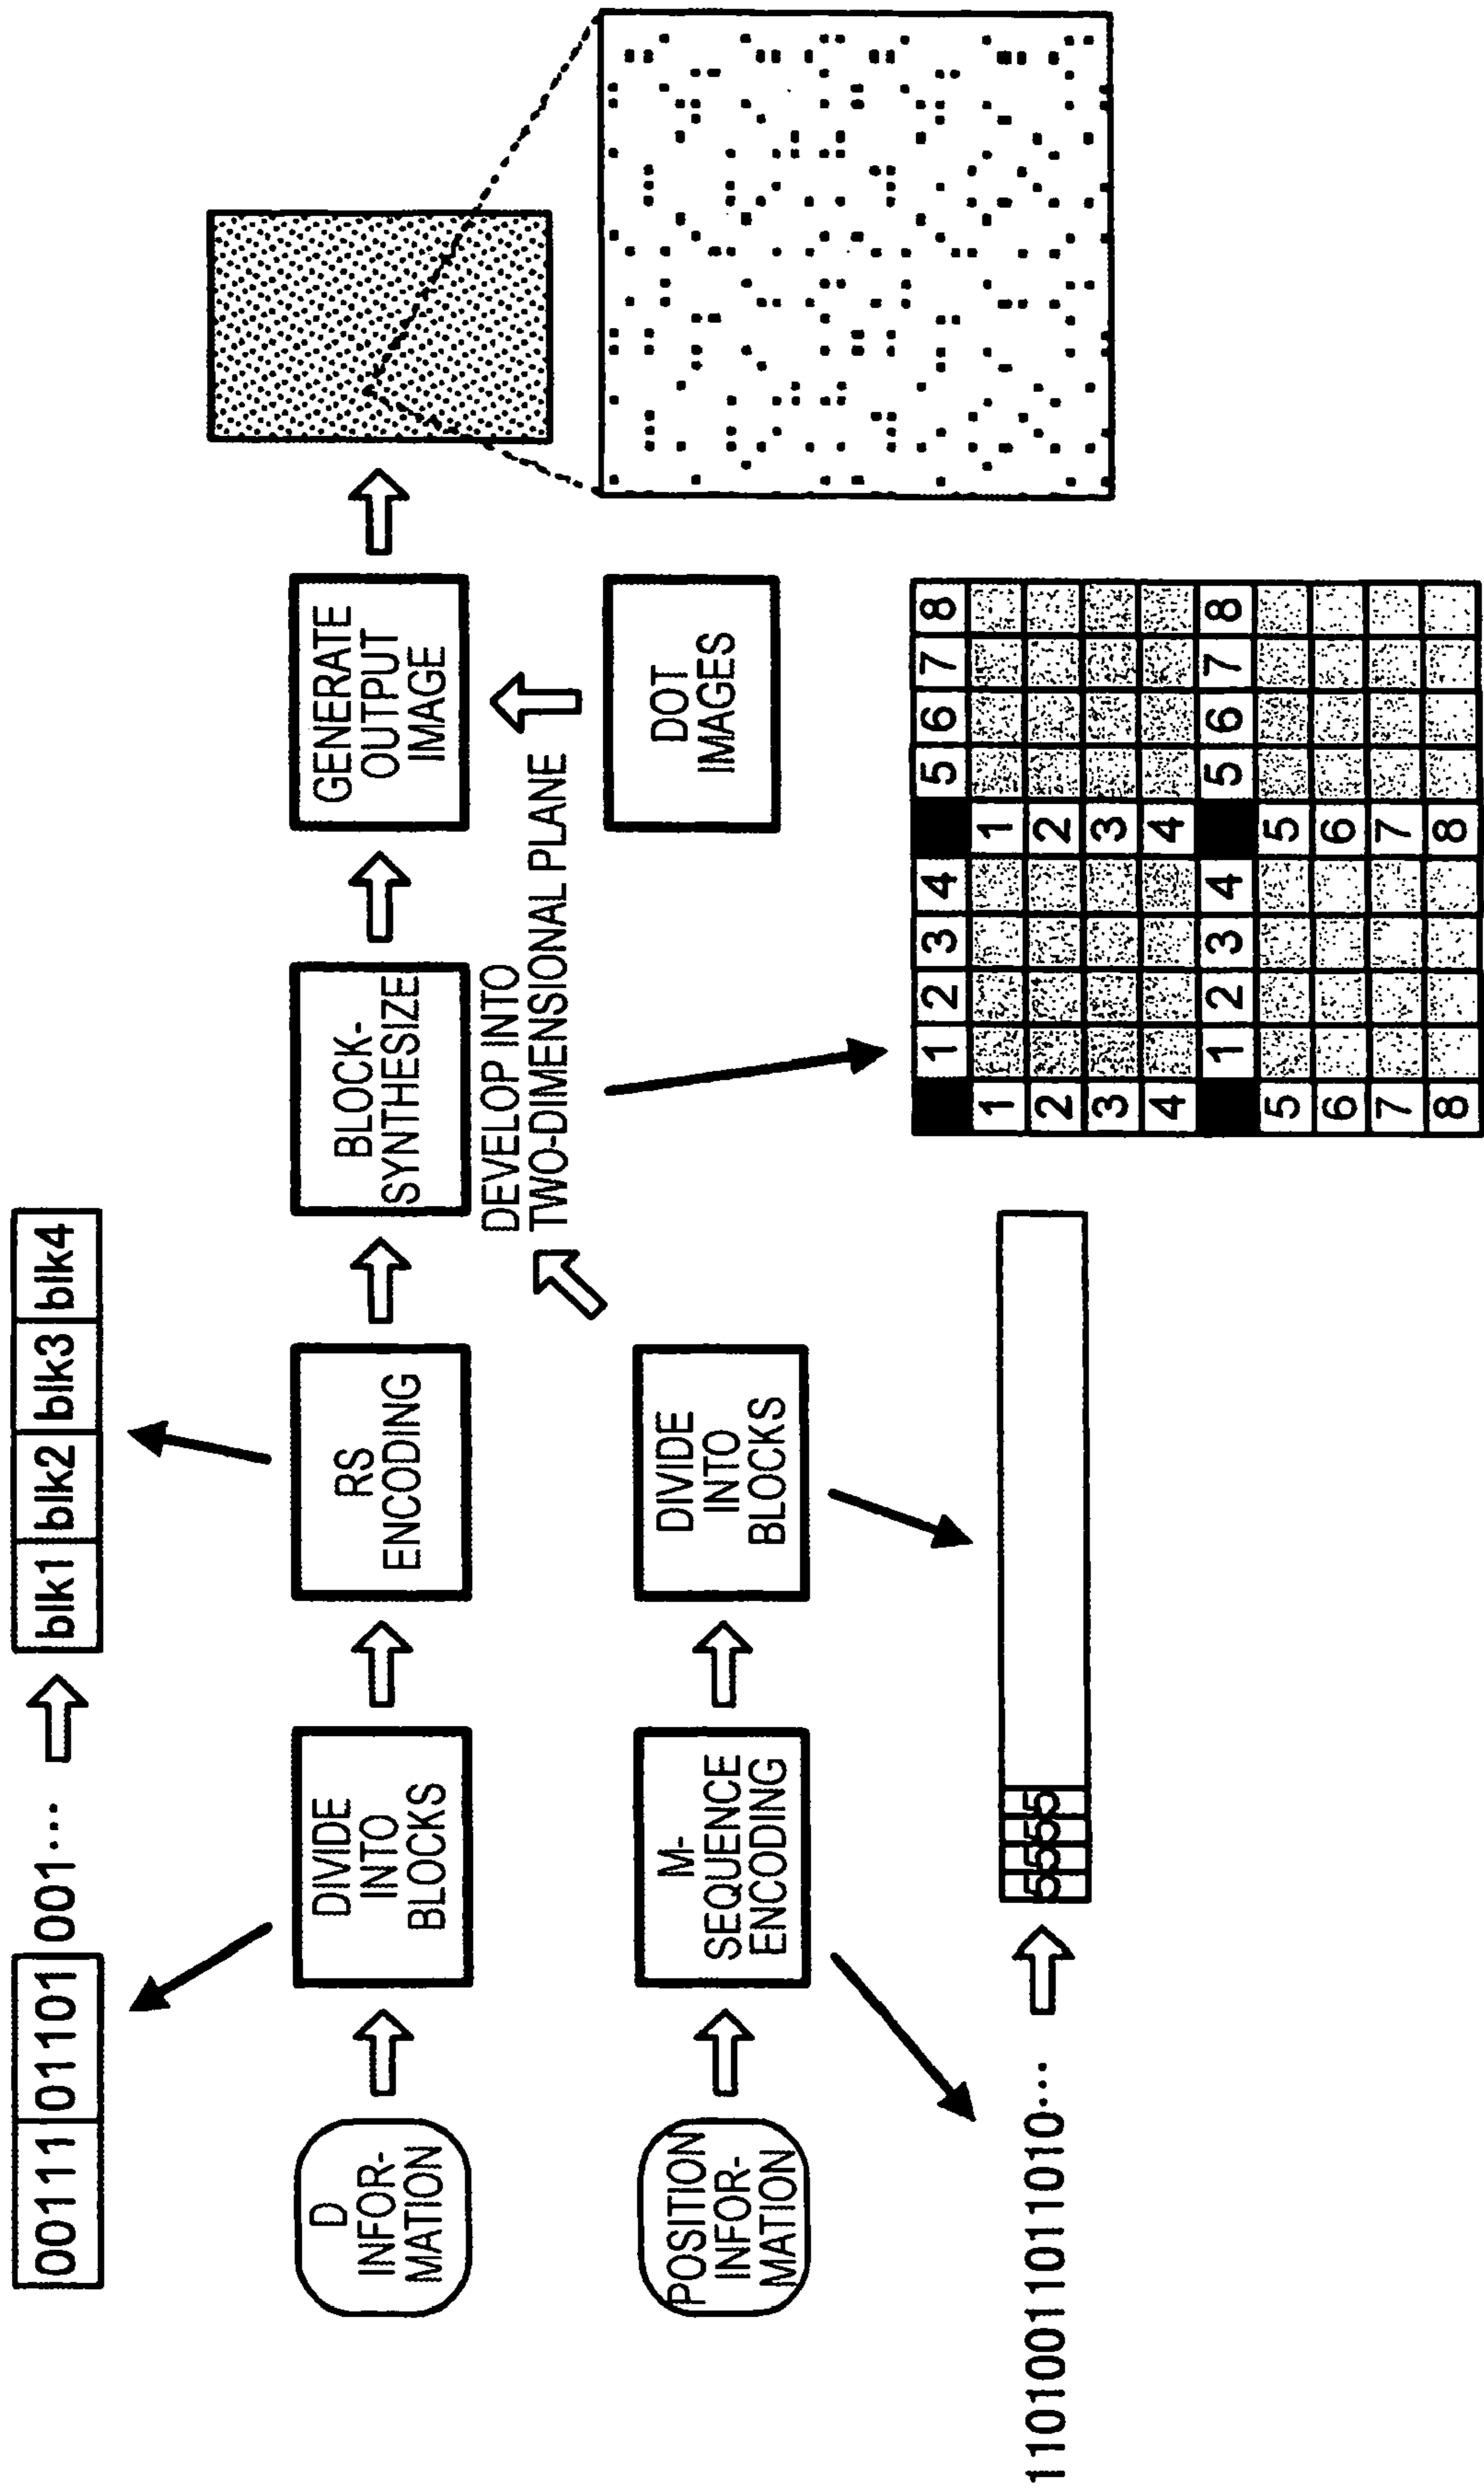 00111 01101 001··· blk1 blk2 blk3 blk4
D
INFOR-
MATION
DIVIDE
INTO
BLOCKS
RS
ENCODING
BLOCK-
SYNTHESIZE
GENERATE
OUTPUT
IMAGE
DEVELOP INTO
TWO-DIMENSIONAL PLANE
POSITION
INFOR-
MATION
M-
SEQUENCE
ENCODING
DIVIDE
INTO
BLOCKS
DOT
IMAGES
11010011011011010···
5 5 5 5
1 2 3 4 5 6 7 8
1 1
2 2
3 3
4 4
1 2 3 4 5 6 7 8
5 5
6 6
7 7
8 8